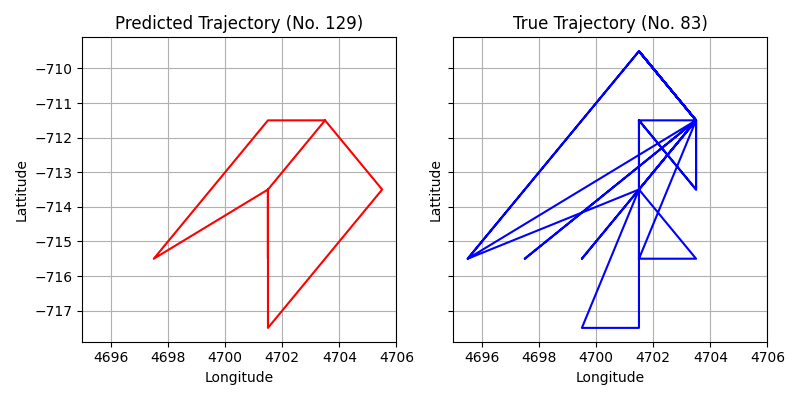 Predicted Trajectory (No. 129)
−710
−711
−712
−713
−714
−715
−716
−717
Lattitude
4696 4698 4700 4702 4704 4706
Longitude
True Trajectory (No. 83)
Lattitude
4696 4698 4700 4702 4704 4706
Longitude